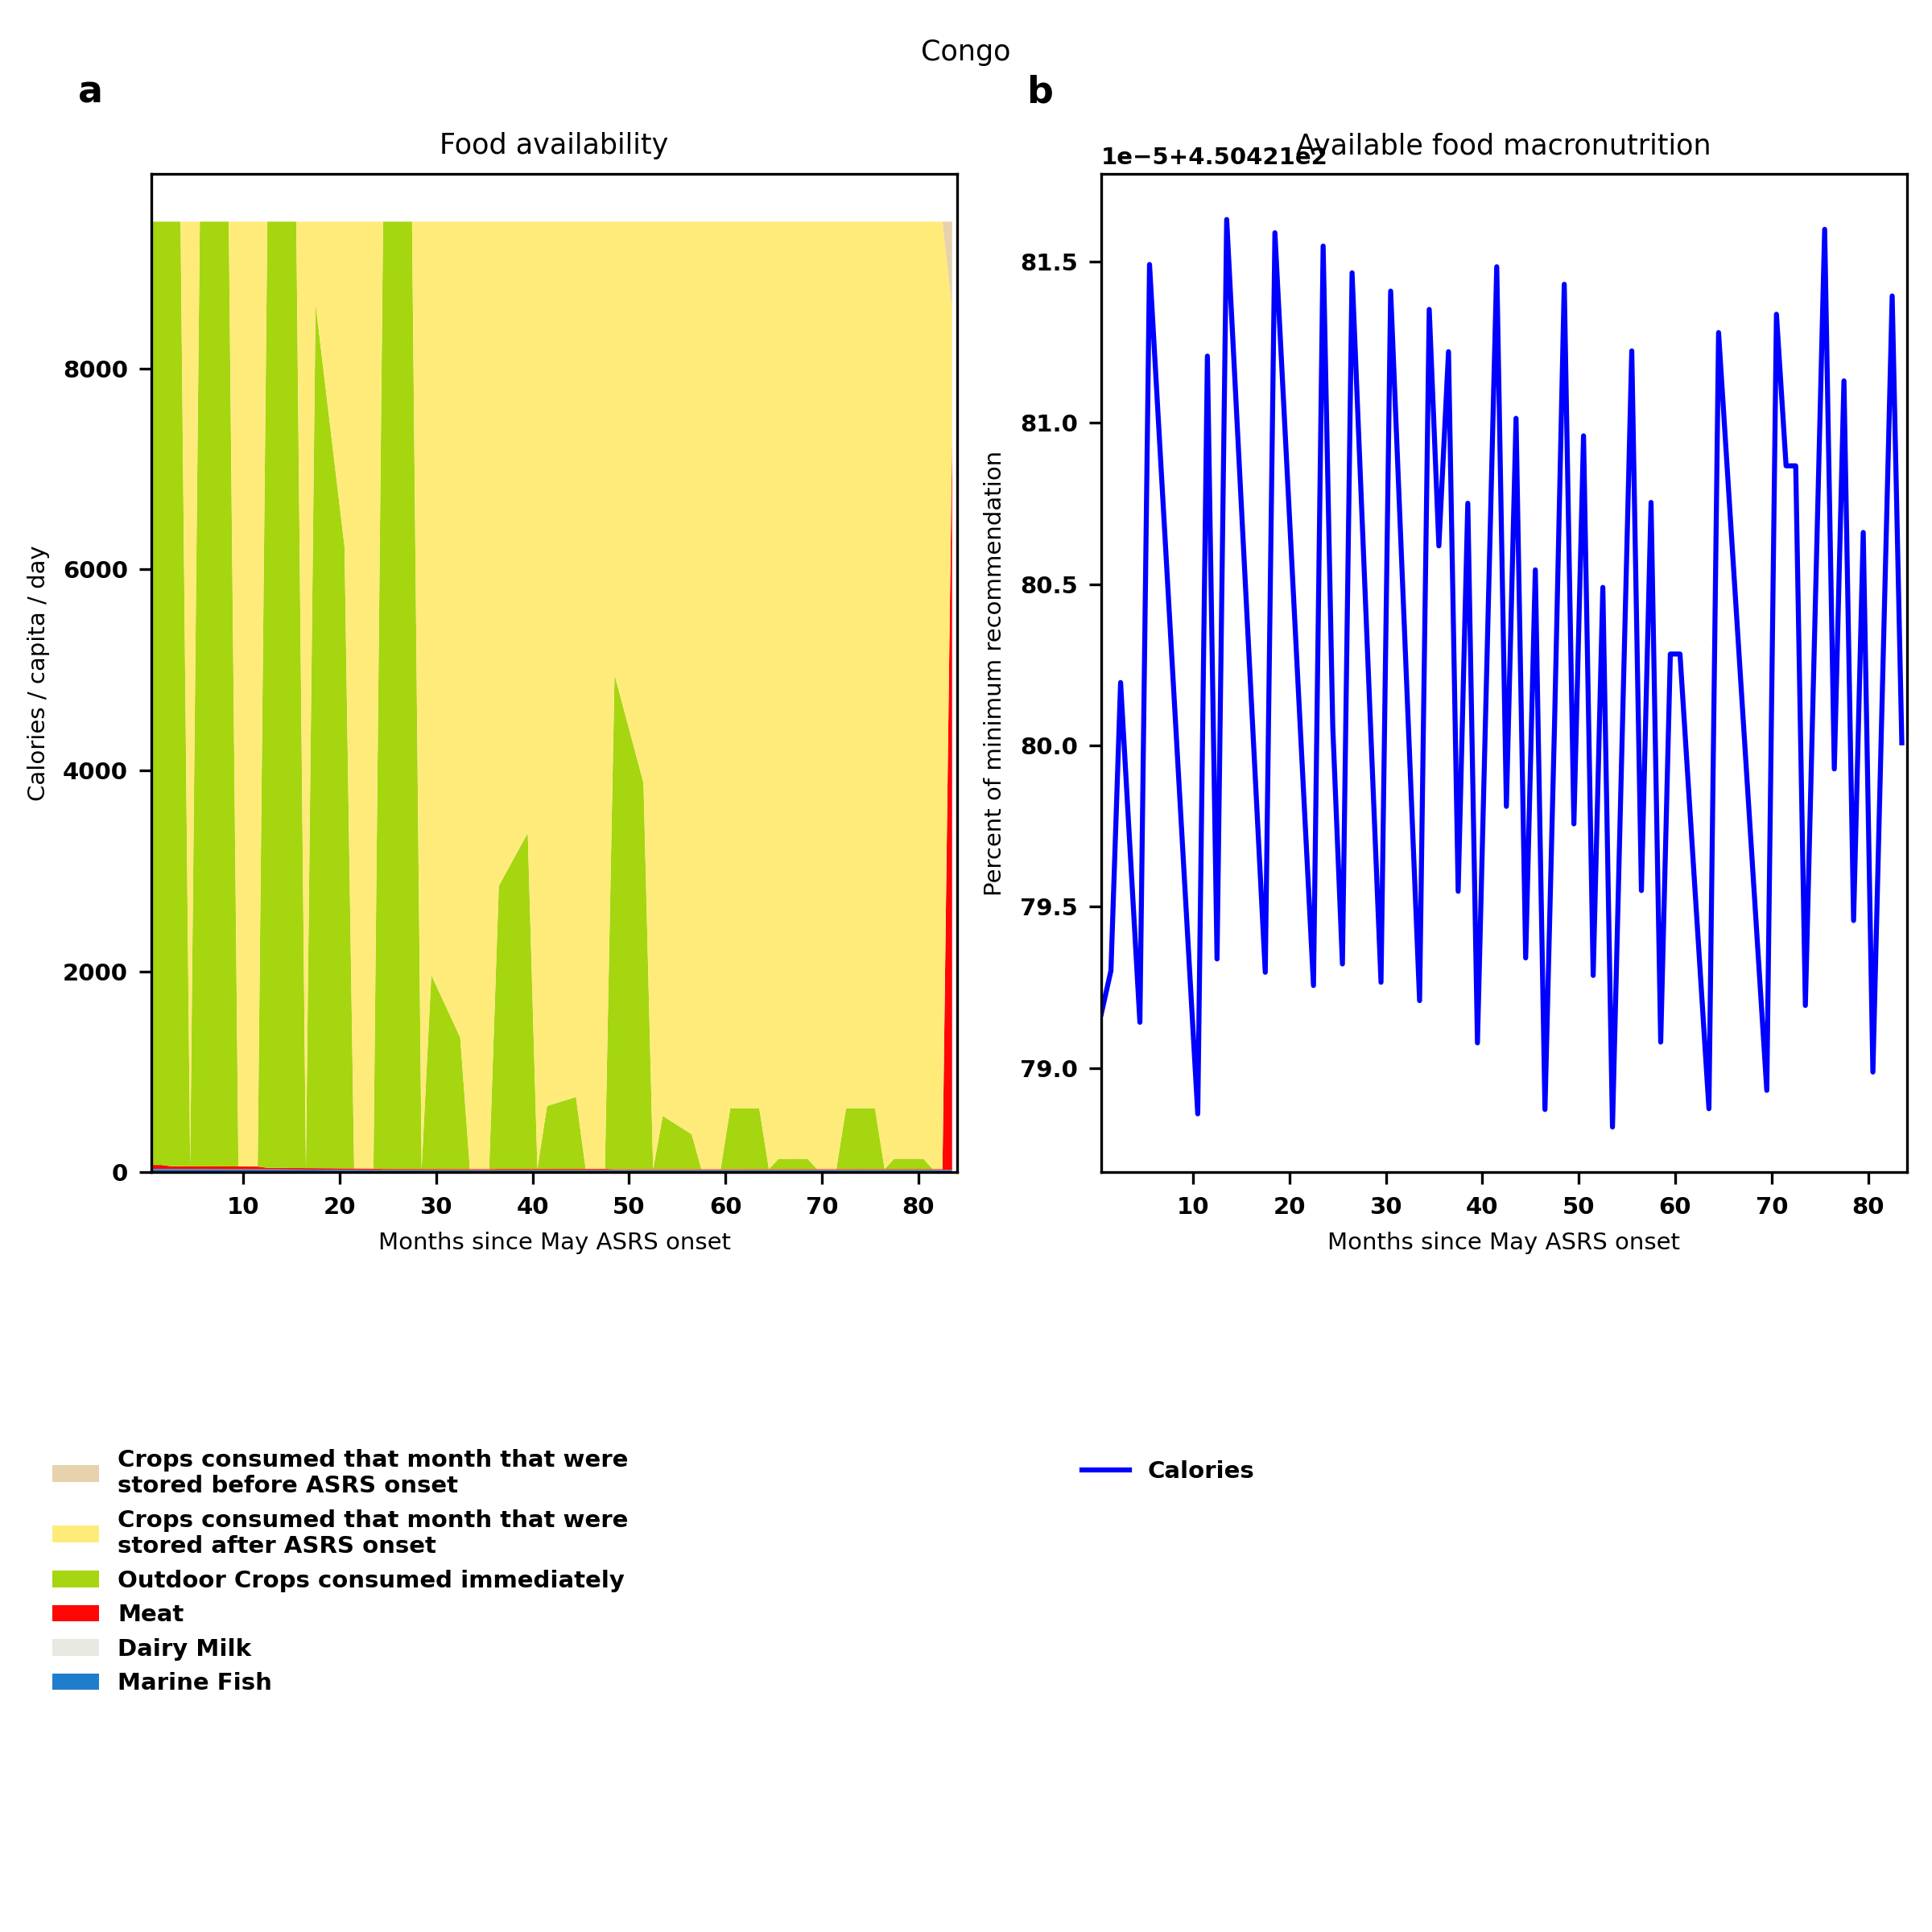 Congo
a
Food availability
8000
6000
4000
2000
0
Calories / capita / day
10 20 30 40 50 60 70 80
Months since May ASRS onset
b
Available food macronutrition
1e−5+4.50421e2
81.5
81.0
80.5
80.0
79.5
79.0
Percent of minimum recommendation
10 20 30 40 50 60 70 80
Months since May ASRS onset
Crops consumed that month that were
stored before ASRS onset
Crops consumed that month that were
stored after ASRS onset
Outdoor Crops consumed immediately
Meat
Dairy Milk
Marine Fish
Calories